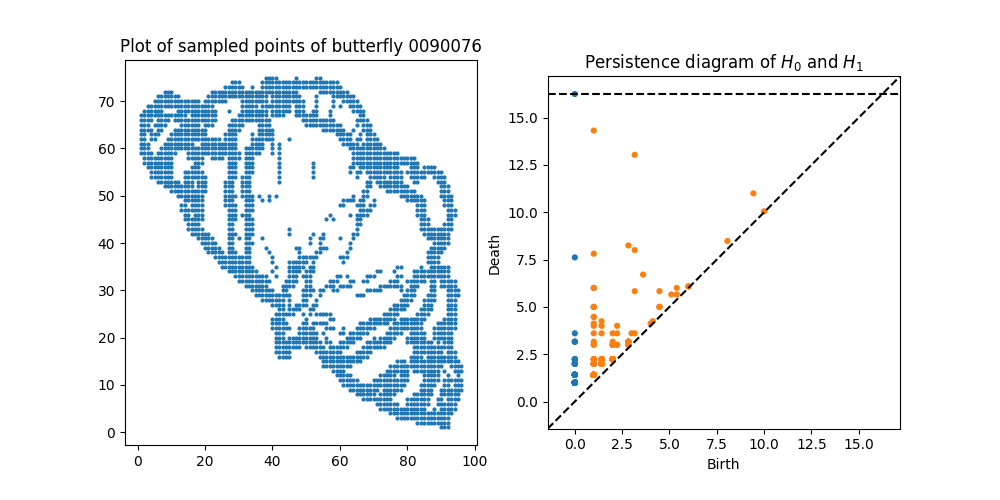 Plot of sampled points of butterfly 0090076
70
60
50
40
30
20
10
0
0 20 40 60 80 100
Persistence diagram of $H_0$ and $H_1$
Death
15.0
12.5
10.0
7.5
5.0
2.5
0.0
0.0 2.5 5.0 7.5 10.0 12.5 15.0
Birth